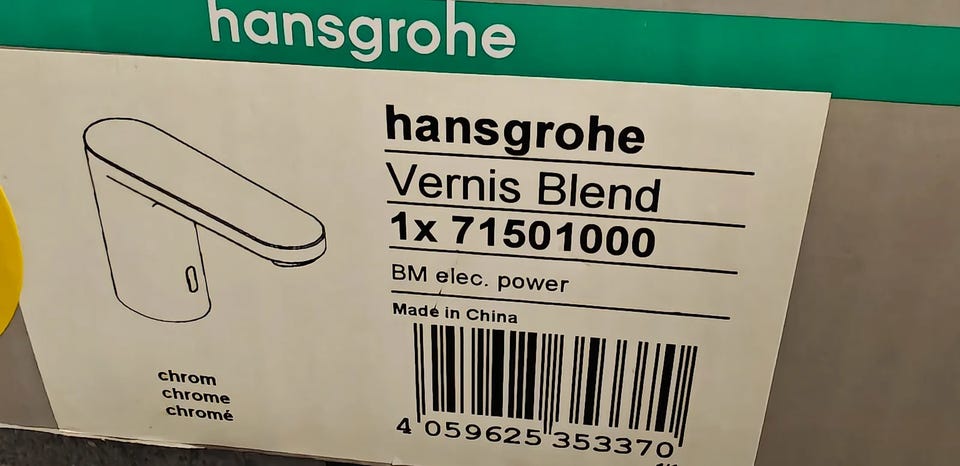 hansgrohe
hansgrohe
Vernis Blend
1x 71501000
BM elec. power
Made in China
chrom
chrome
chromé
4 059625 353370